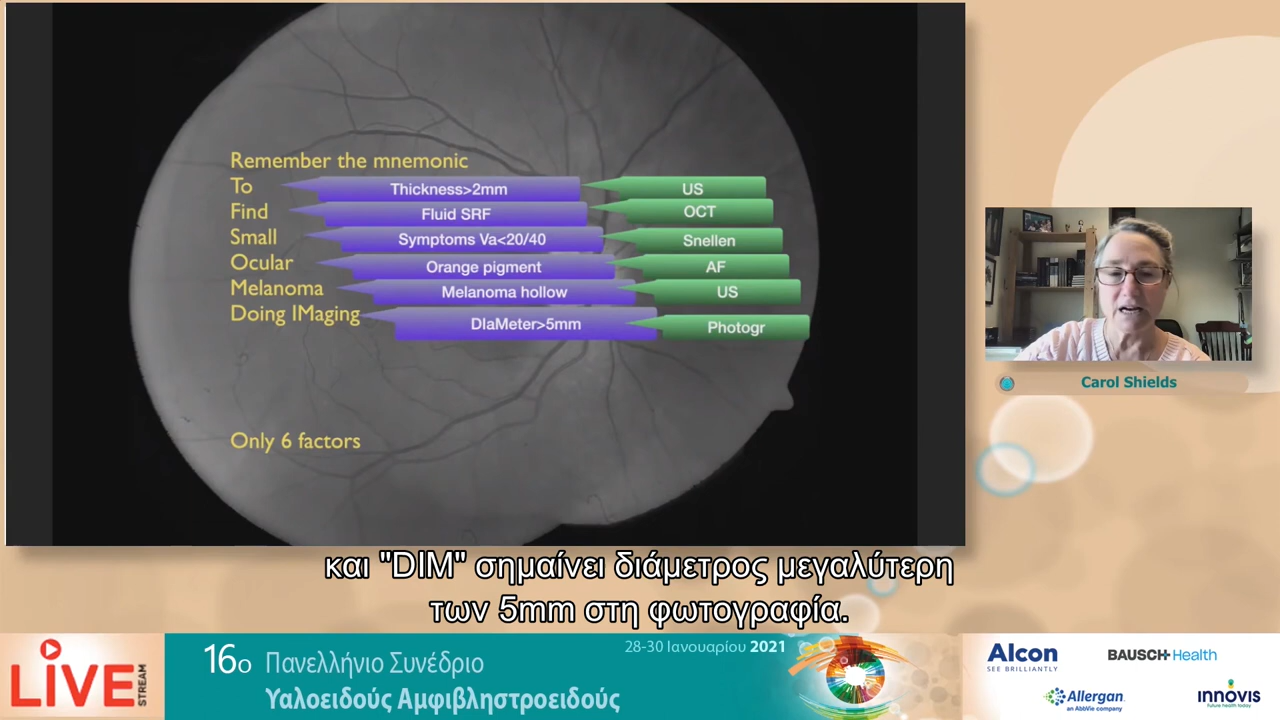 Remember the mnemonic
To Thickness>2mm US
Find Fluid SRF OCT
Small Symptoms Va<20/40 Snellen
Ocular Orange pigment AF
Melanoma Melanoma hollow US
Doing IMaging DIaMeter>5mm Photogr
Only 6 factors
Carol Shields
και "DIM" σημαίνει διάμετρος μεγαλύτερη
των 5mm στη φωτογραφία.
LIVE STREAM
16ο Πανελλήνιο Συνέδριο
Υαλοειδούς Αμφιβληστροειδούς
28-30 Ιανουαρίου 2021
Alcon
SEE BRILLIANTLY
BAUSCH+Health
Allergan
an AbbVie company
innovis
Future health today